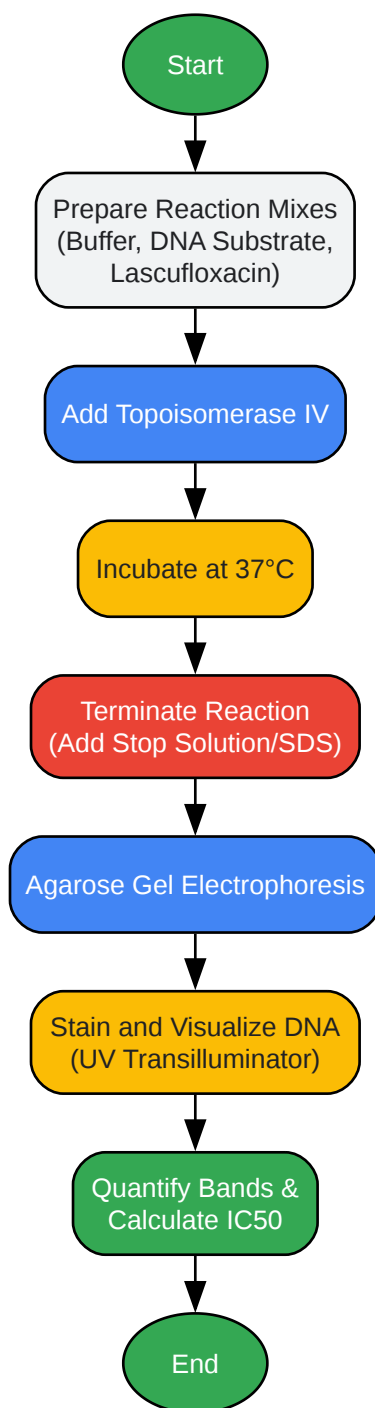 Start
Prepare Reaction Mixes
(Buffer, DNA Substrate,
Lascufloxacin)
Add Topoisomerase IV
Incubate at 37°C
Terminate Reaction
(Add Stop Solution/SDS)
Agarose Gel Electrophoresis
Stain and Visualize DNA
(UV Transilluminator)
Quantify Bands &
Calculate IC50
End